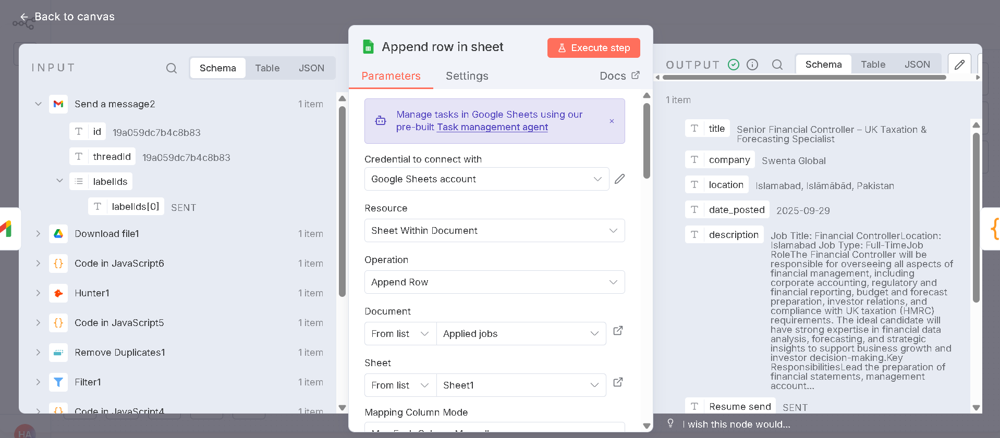 Back to canvas
INPUT
Schema
Table
JSON
Send a message2
1 item
T id 19a059dc7b4c8b83
T threadId 19a059dc7b4c8b83
labelIds
T labelIds[0] SENT
Download file1
1 item
Code in JavaScript6
1 item
Hunter1
1 item
Code in JavaScript5
1 item
Remove Duplicates1
1 item
Filter1
1 item
Code in JavaScript4
1 item
HA
Append row in sheet
Execute step
Parameters
Settings
Docs
Manage tasks in Google Sheets using our
pre-built Task management agent
Credential to connect with
Google Sheets account
Resource
Sheet Within Document
Operation
Append Row
Document
From list
Applied jobs
Sheet
From list
Sheet1
Mapping Column Mode
OUTPUT
Schema
Table
JSON
1 item
T title Senior Financial Controller – UK Taxation &
Forecasting Specialist
T company Swenta Global
T location Islamabad, Islāmābād, Pakistan
T date_posted 2025-09-29
T description Job Title: Financial ControllerLocation:
Islamabad Job Type: Full-TimeJob
RoleThe Financial Controller will be
responsible for overseeing all aspects of
financial management, including
corporate accounting, regulatory and
financial reporting, budget and forecast
preparation, investor relations, and
compliance with UK taxation (HMRC)
requirements. The ideal candidate will
have strong expertise in financial data
analysis, forecasting, and strategic
insights to support business growth and
investor decision-making.Key
ResponsibilitiesLead the preparation of
financial statements, management
account...
T Resume send SENT
I wish this node would...